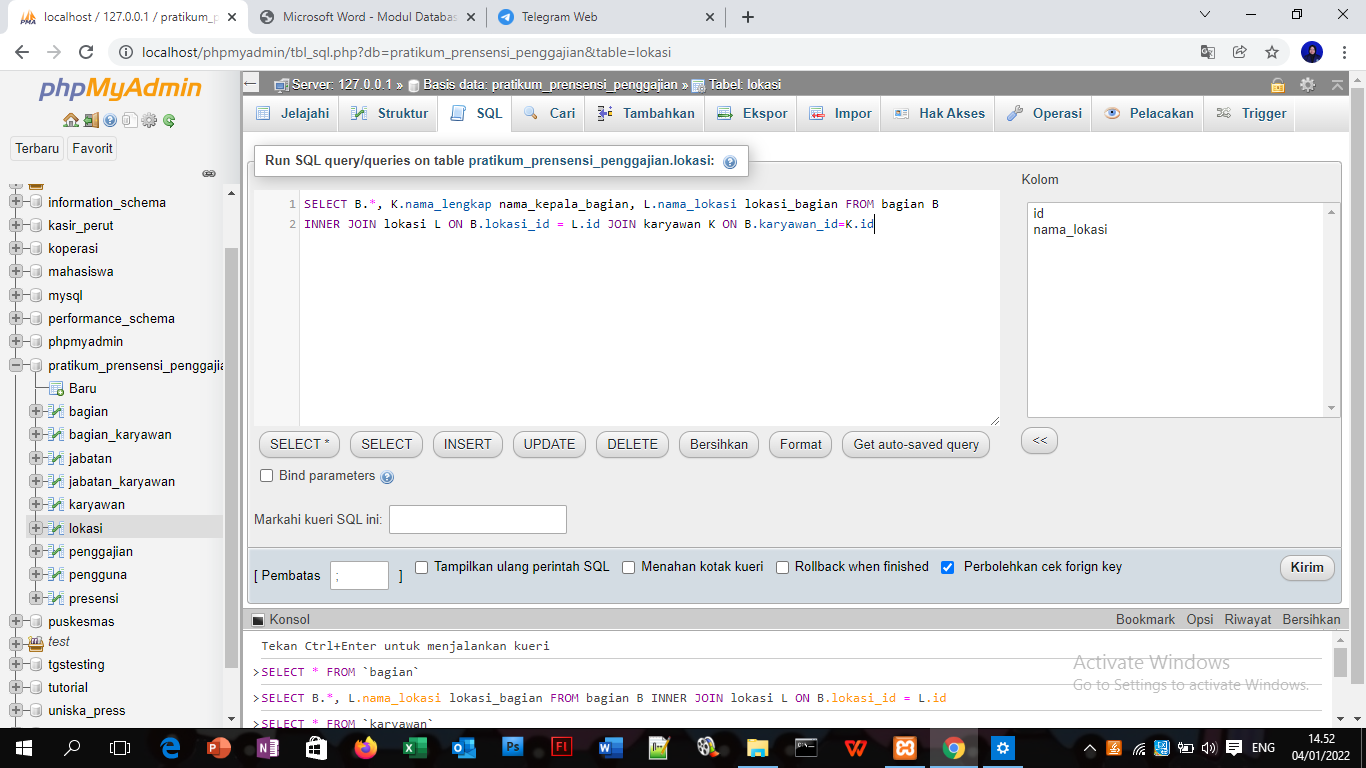 localhost / 127.0.0.1 / pratikum_p
Microsoft Word - Modul Databas
Telegram Web
localhost/phpmyadmin/tbl_sql.php?db=pratikum_prensensi_penggajian&table=lokasi
phpMyAdmin
Terbaru Favorit
information_schema
kasir_perut
koperasi
mahasiswa
mysql
performance_schema
phpmyadmin
pratikum_prensensi_penggajia
Baru
bagian
bagian_karyawan
jabatan
jabatan_karyawan
karyawan
lokasi
penggajian
pengguna
presensi
puskesmas
test
tgstesting
tutorial
uniska_press
Server: 127.0.0.1 » Basis data: pratikum_prensensi_penggajian » Tabel: lokasi
Jelajahi Struktur SQL Cari Tambahkan Ekspor Impor Hak Akses Operasi Pelacakan Trigger
Run SQL query/queries on table pratikum_prensensi_penggajian.lokasi:
1 SELECT B.*, K.nama_lengkap nama_kepala_bagian, L.nama_lokasi lokasi_bagian FROM bagian B
2 INNER JOIN lokasi L ON B.lokasi_id = L.id JOIN karyawan K ON B.karyawan_id=K.id
Kolom
id
nama_lokasi
SELECT * SELECT INSERT UPDATE DELETE Bersihkan Format Get auto-saved query <<
Bind parameters
Markahi kueri SQL ini:
[ Pembatas ; ] Tampilkan ulang perintah SQL Menahan kotak kueri Rollback when finished Perbolehkan cek forign key Kirim
Konsol Bookmark Opsi Riwayat Bersihkan
Tekan Ctrl+Enter untuk menjalankan kueri
>SELECT * FROM `bagian`
>SELECT B.*, L.nama_lokasi lokasi_bagian FROM bagian B INNER JOIN lokasi L ON B.lokasi_id = L.id
>SELECT * FROM `karyawan`
Activate Windows
Go to Settings to activate Windows.
ENG
14.52
04/01/2022